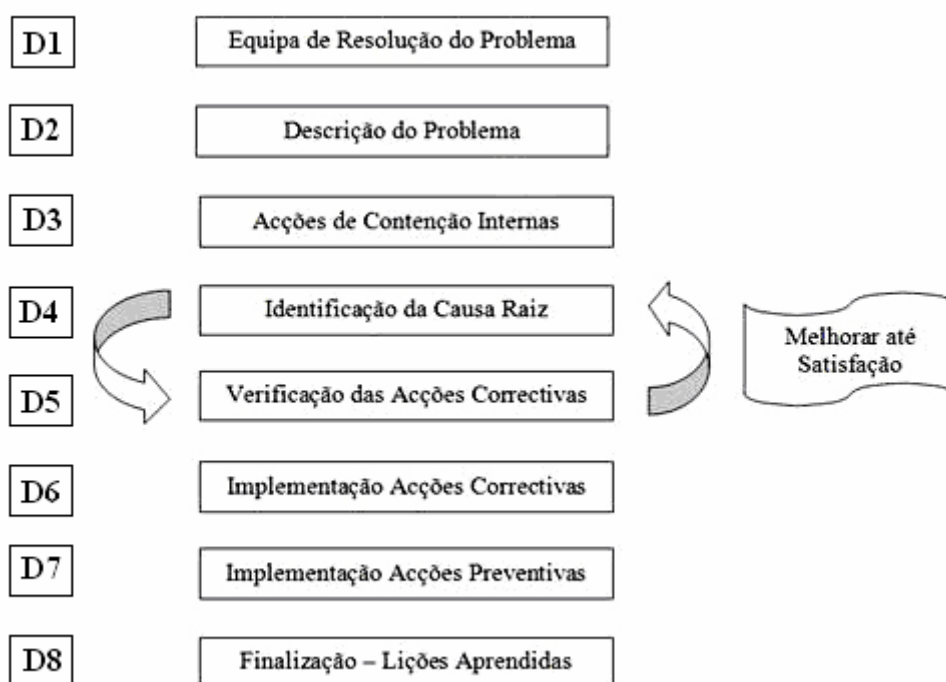 D1 Equipa de Resolução do Problema
D2 Descrição do Problema
D3 Acções de Contenção Internas
D4 Identificação da Causa Raiz
Melhorar até
Satisfação
D5 Verificação das Acções Correctivas
D6 Implementação Acções Correctivas
D7 Implementação Acções Preventivas
D8 Finalização – Lições Aprendidas